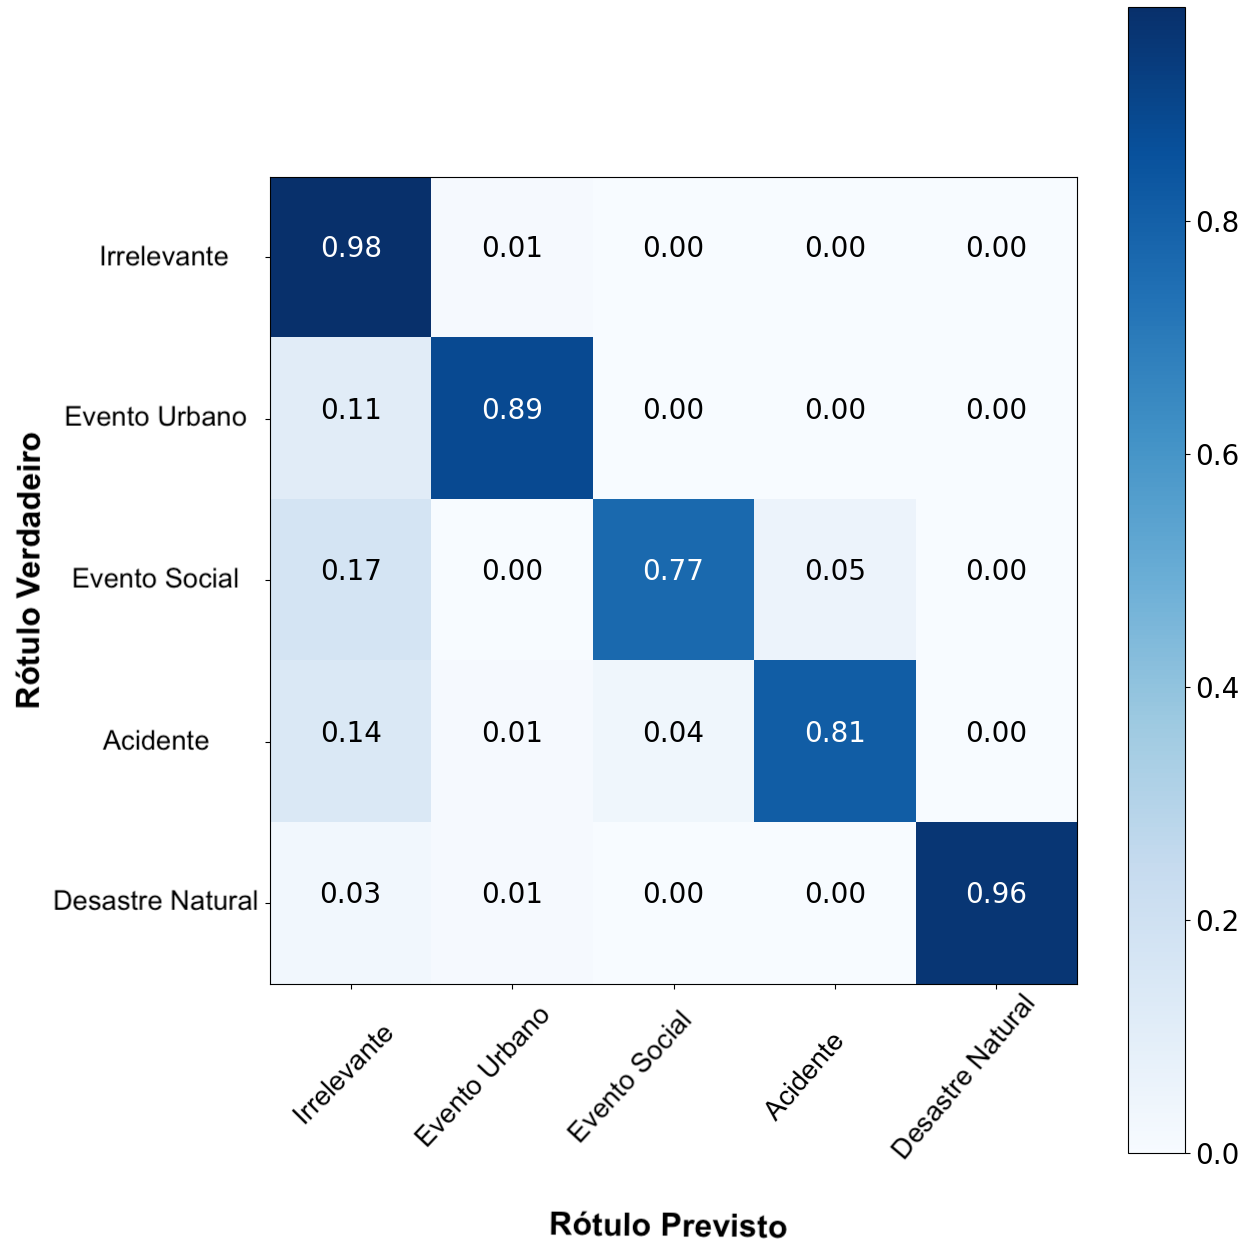 Rótulo Verdadeiro
Irrelevante 0.98 0.01 0.00 0.00 0.00
Evento Urbano 0.11 0.89 0.00 0.00 0.00
Evento Social 0.17 0.00 0.77 0.05 0.00
Acidente 0.14 0.01 0.04 0.81 0.00
Desastre Natural 0.03 0.01 0.00 0.00 0.96
Irrelevante Evento Urbano Evento Social Acidente Desastre Natural
Rótulo Previsto
0.8
0.6
0.4
0.2
0.0